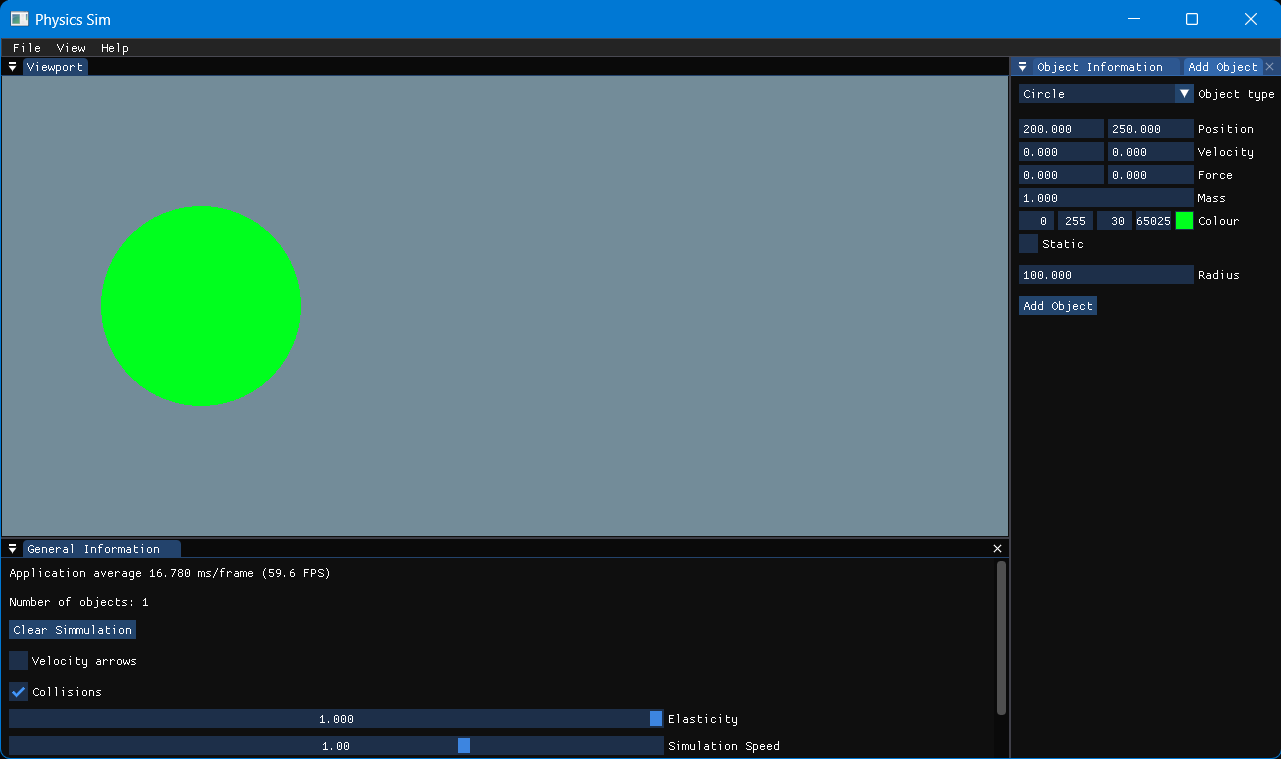 Physics Sim
File View Help
Viewport
Object Information Add Object
Circle Object type
200.000 250.000 Position
0.000 0.000 Velocity
0.000 0.000 Force
1.000 Mass
0 255 30 65025 Colour
Static
100.000 Radius
Add Object
General Information
Application average 16.780 ms/frame (59.6 FPS)
Number of objects: 1
Clear Simmulation
Velocity arrows
Collisions
1.000 Elasticity
1.00 Simulation Speed